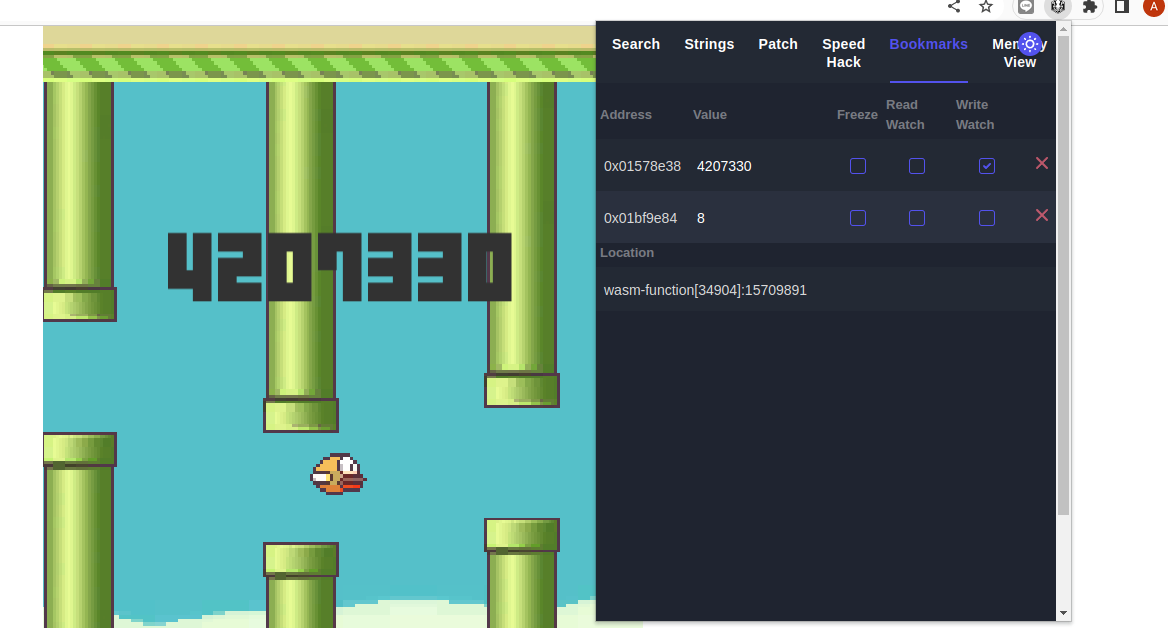 A
Search Strings Patch Speed Hack Bookmarks View
Address Value Freeze Read Watch Write Watch
0x01578e38 4207330
0x01bf9e84 8
Location
wasm-function[34904]:15709891
4207330